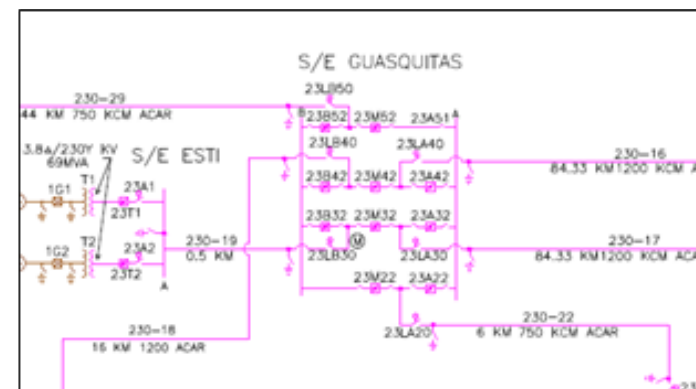 S/E GUASQUITAS
23LB50
230-29
44 KM 750 KCM ACAR
B
23B52 23M52 23A51 A
23LB40 23LA40
3.8a/230Y KV
69MVA
S/E ESTI
230-16
84.33 KM1200 KCM A
T1
1G1
23A1
23T1
23B42 23M42 23A42
23B32 23M32 23A32
T2
1G2
23A2
23T2
A
230-19
0.5 KM
M
23LB30 23LA30
230-17
84.33 KM1200 KCM ACA
23M22 23A22
230-18
16 KM 1200 ACAR
23LA20
230-22
6 KM 750 KCM ACAR